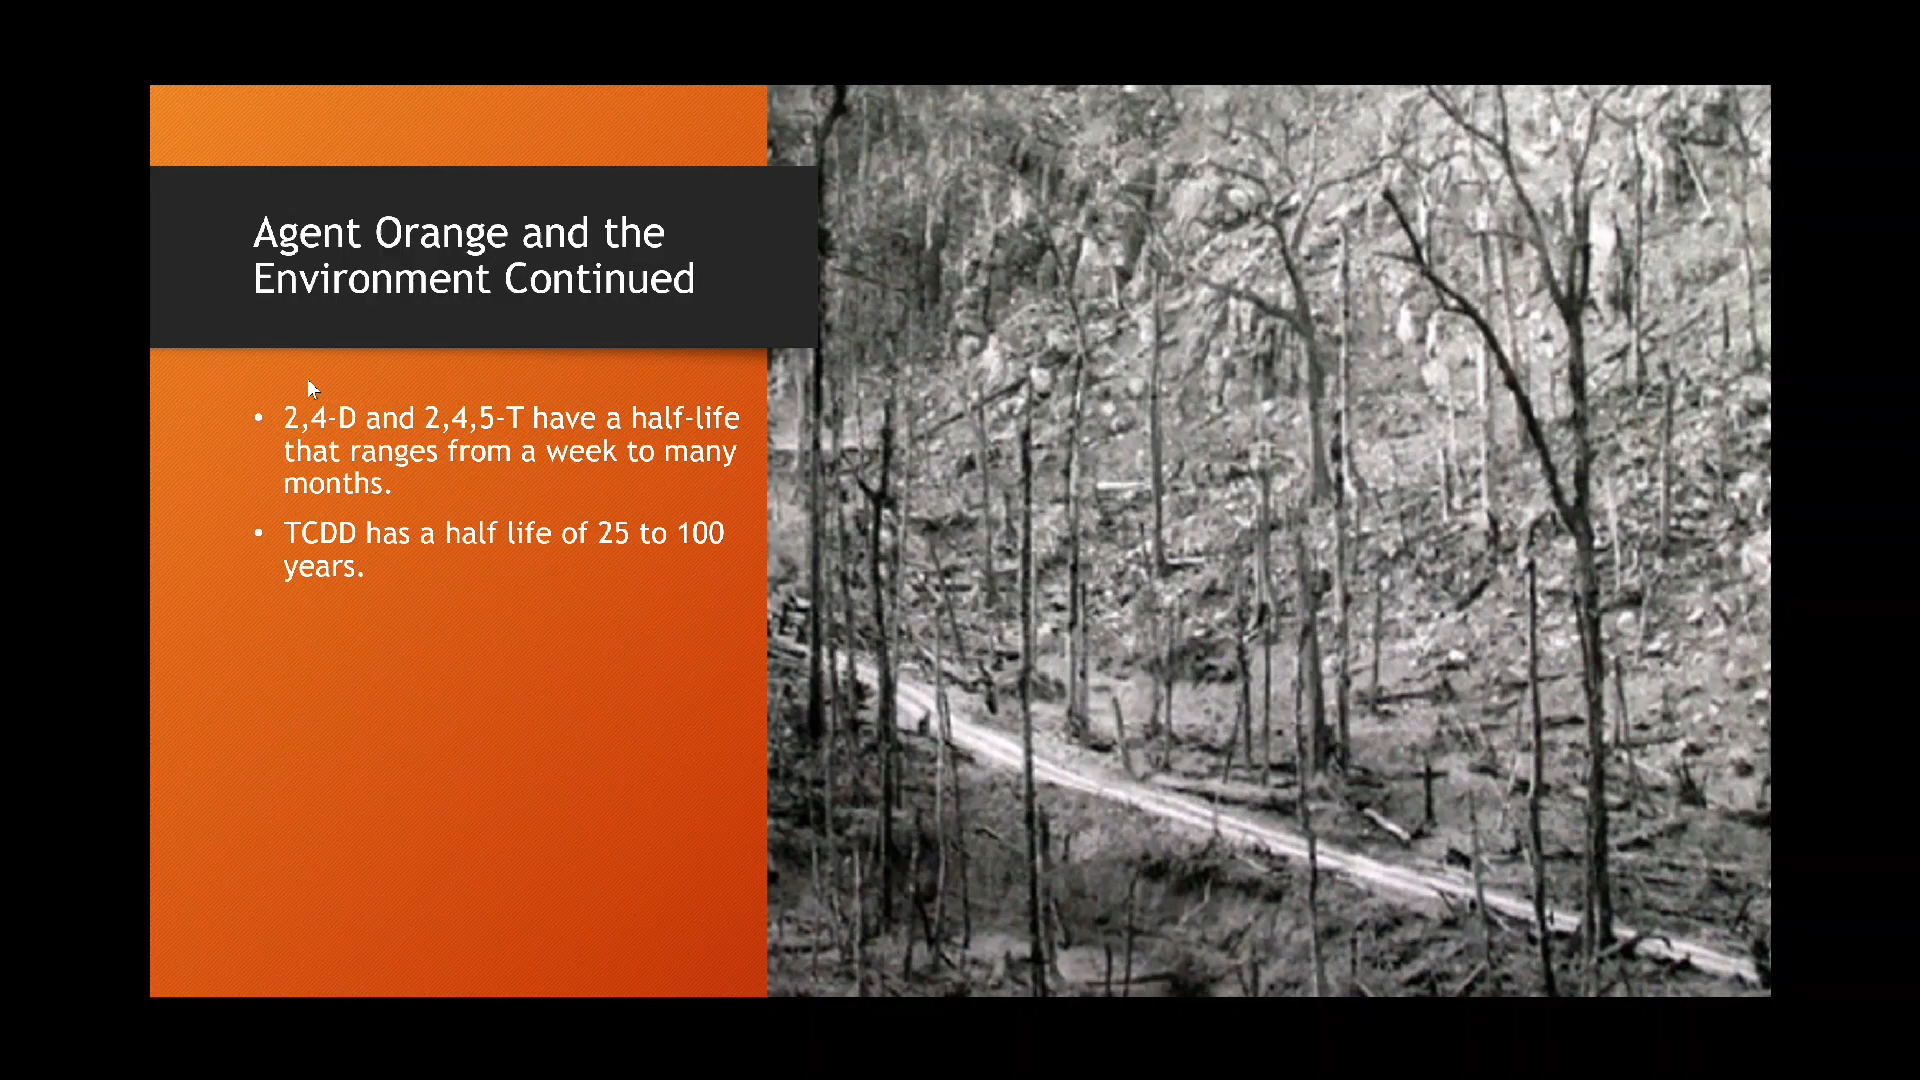 Agent Orange and the
Environment Continued
• 2,4-D and 2,4,5-T have a half-life
that ranges from a week to many
months.
• TCDD has a half life of 25 to 100
years.